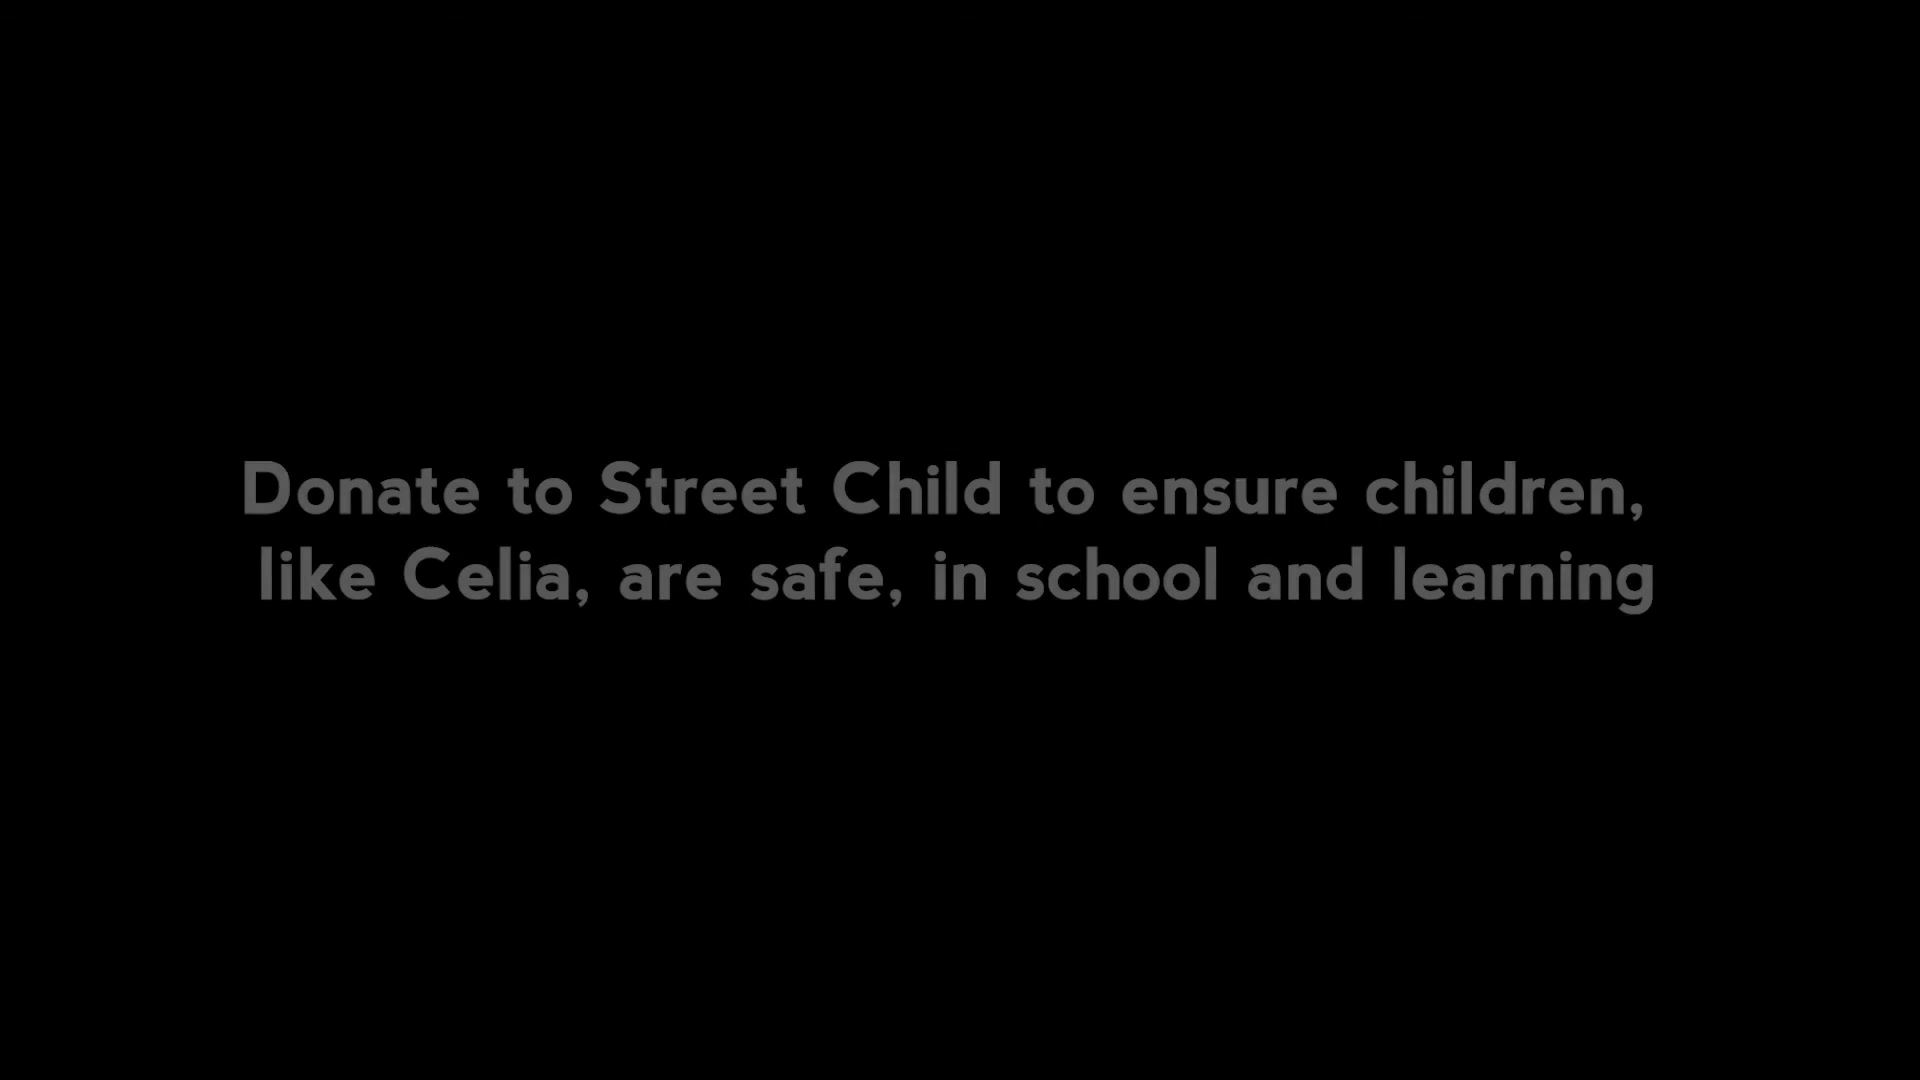 Donate to Street Child to ensure children,
like Celia, are safe, in school and learning